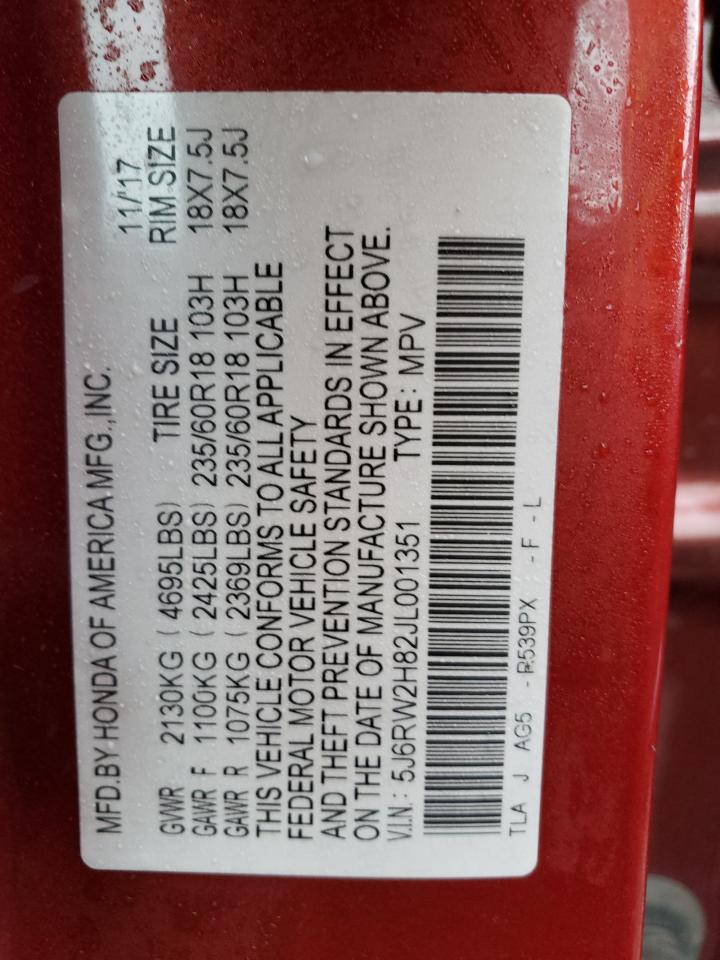 MFD.BY HONDA OF AMERICA MFG.,INC. 11/'17
GVWR 2130KG ( 4695LBS) TIRE SIZE RIM SIZE
GAWR F 1100KG ( 2425LBS) 235/60R18 103H 18X7.5J
GAWR R 1075KG ( 2369LBS) 235/60R18 103H 18X7.5J
THIS VEHICLE CONFORMS TO ALL APPLICABLE
FEDERAL MOTOR VEHICLE SAFETY
AND THEFT PREVENTION STANDARDS IN EFFECT
ON THE DATE OF MANUFACTURE SHOWN ABOVE.
V.I.N.: 5J6RW2H82JL001351 TYPE: MPV
TLA J AG5 - R539PX - F - L